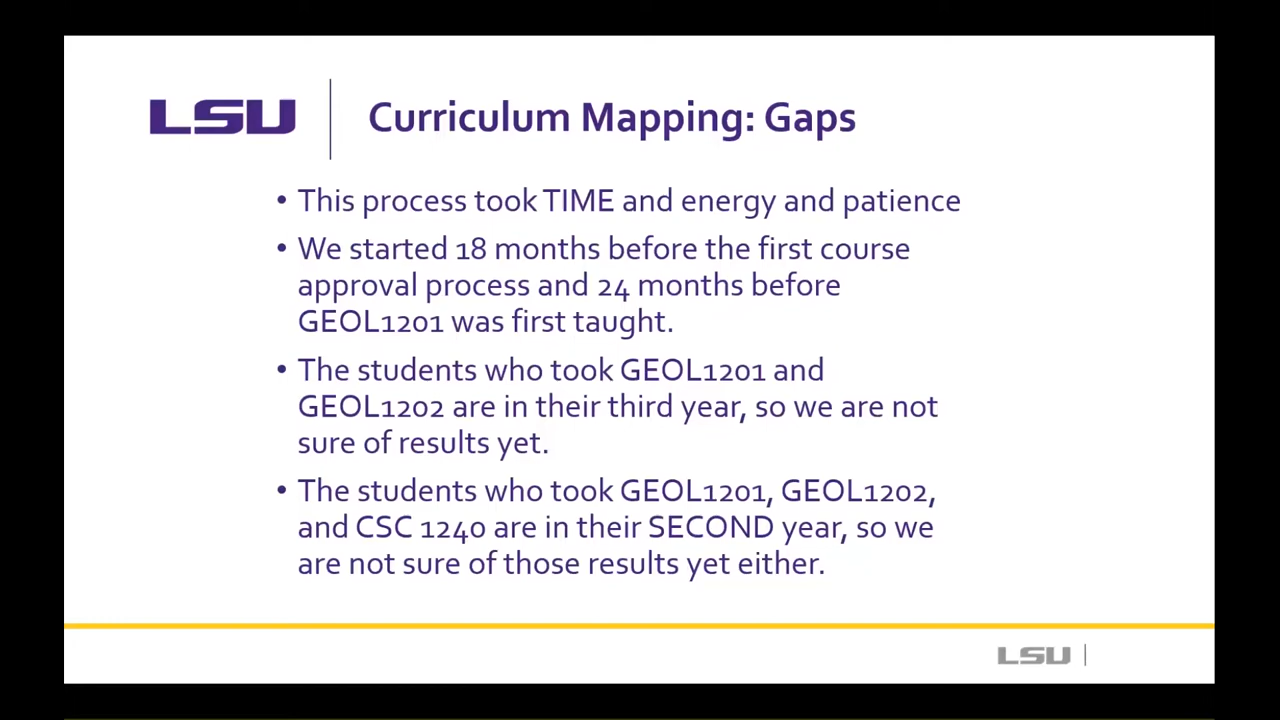 LSU
Curriculum Mapping: Gaps
• This process took TIME and energy and patience
• We started 18 months before the first course
approval process and 24 months before
GEOL1201 was first taught.
• The students who took GEOL1201 and
GEOL1202 are in their third year, so we are not
sure of results yet.
• The students who took GEOL1201, GEOL1202,
and CSC 1240 are in their SECOND year, so we
are not sure of those results yet either.
LSU